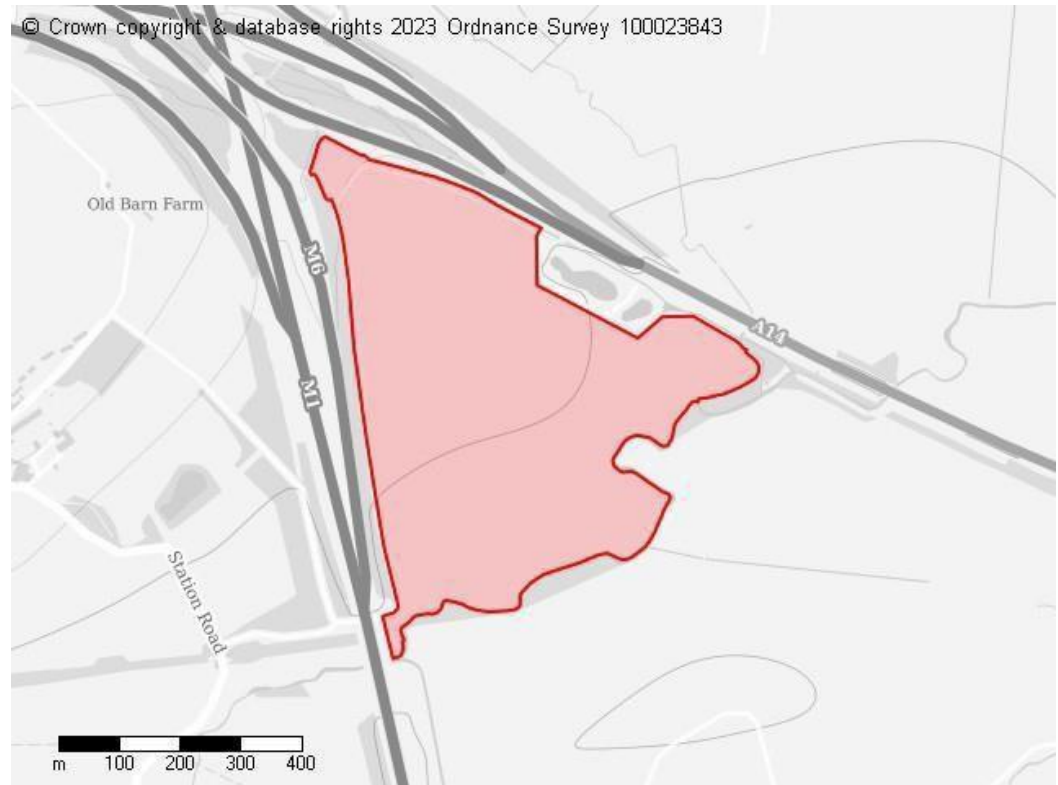 © Crown copyright & database rights 2023 Ordnance Survey 100023843
Old Barn Farm
M6
A14
M1
Station Road
m 100 200 300 400